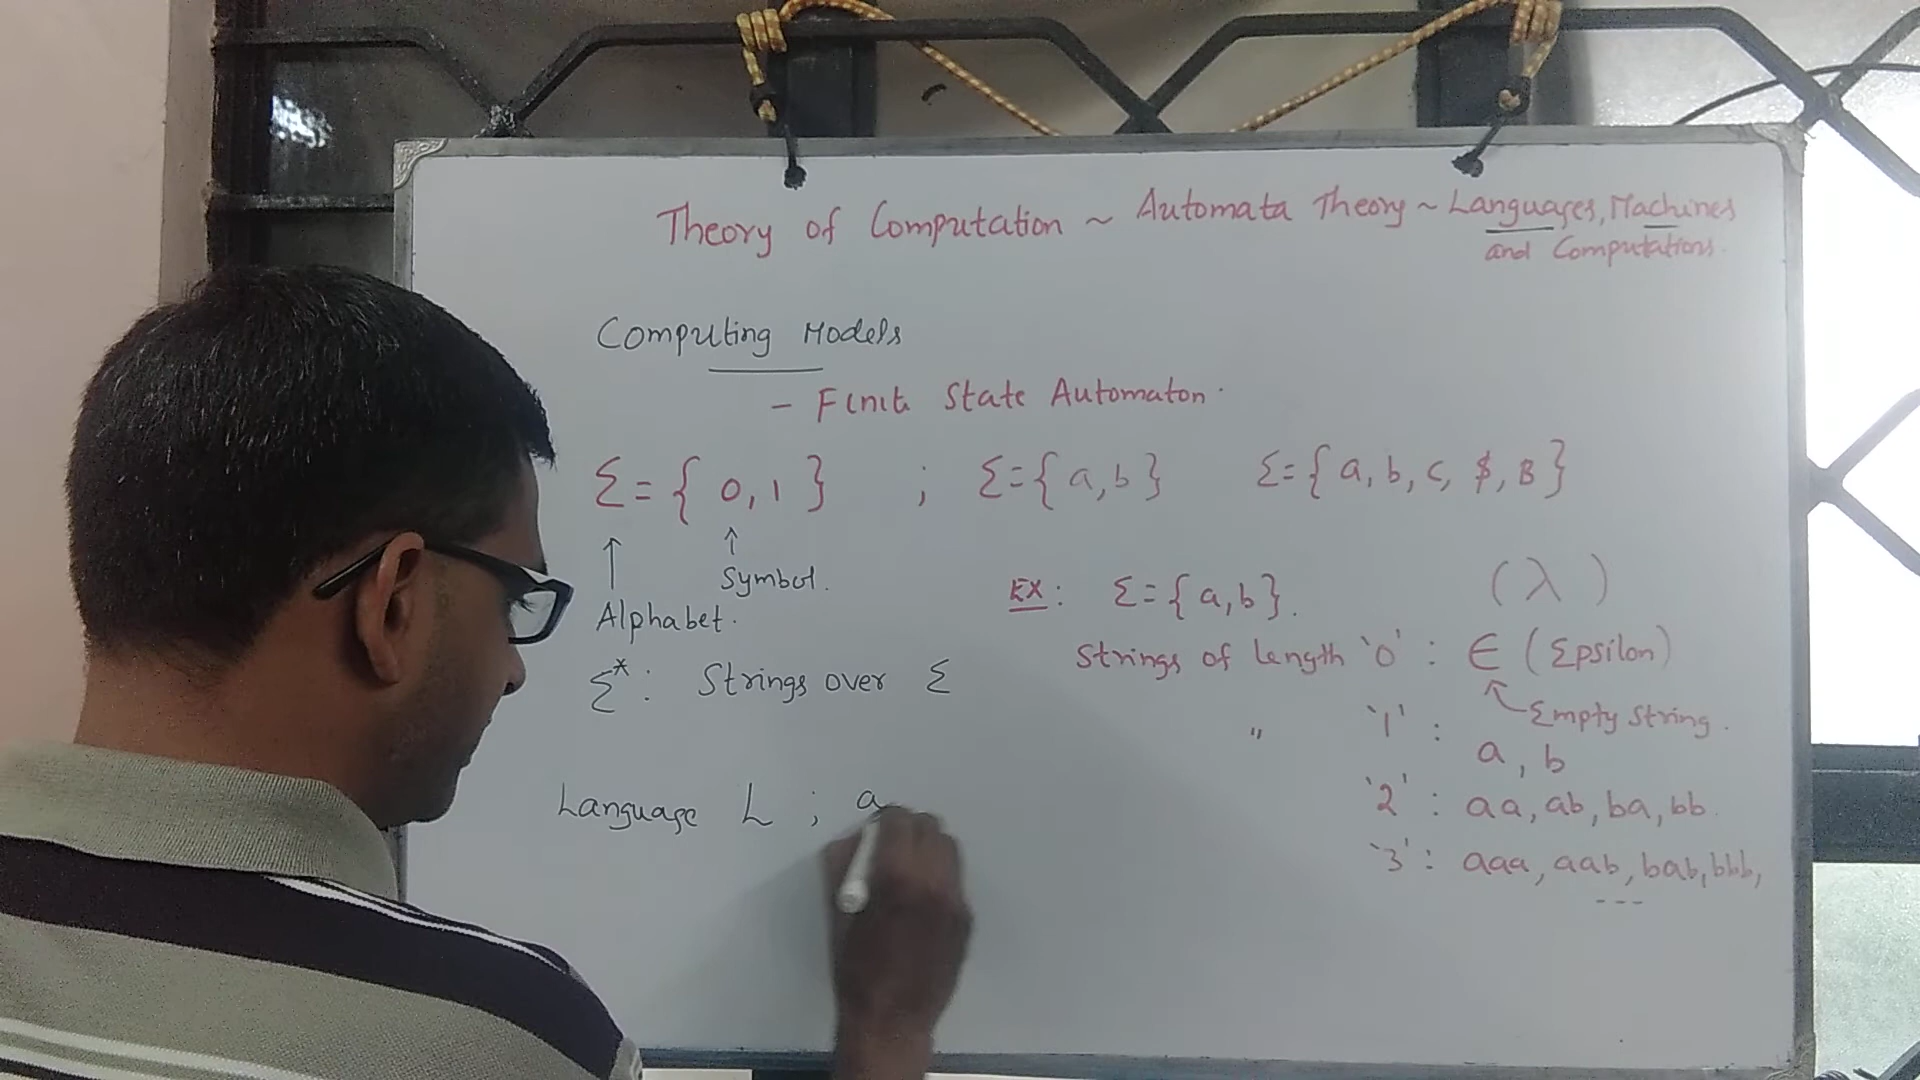 Theory of Computation ~ Automata Theory ~ Languages, Machines
and Computations.
Computing Models
- Finite State Automaton.
Σ = { 0, 1 } ; Σ = { a, b } Σ = { a, b, c, $, B }
↑ ↑
Symbol.
Alphabet.
Σ* : Strings over Σ
Language L ; a
Ex : Σ = { a, b }. ( λ )
Strings of length '0' : ∈ (Epsilon)
Empty string.
" '1' : a, b
'2' : aa, ab, ba, bb.
'3' : aaa, aab, bab, bbb,
---